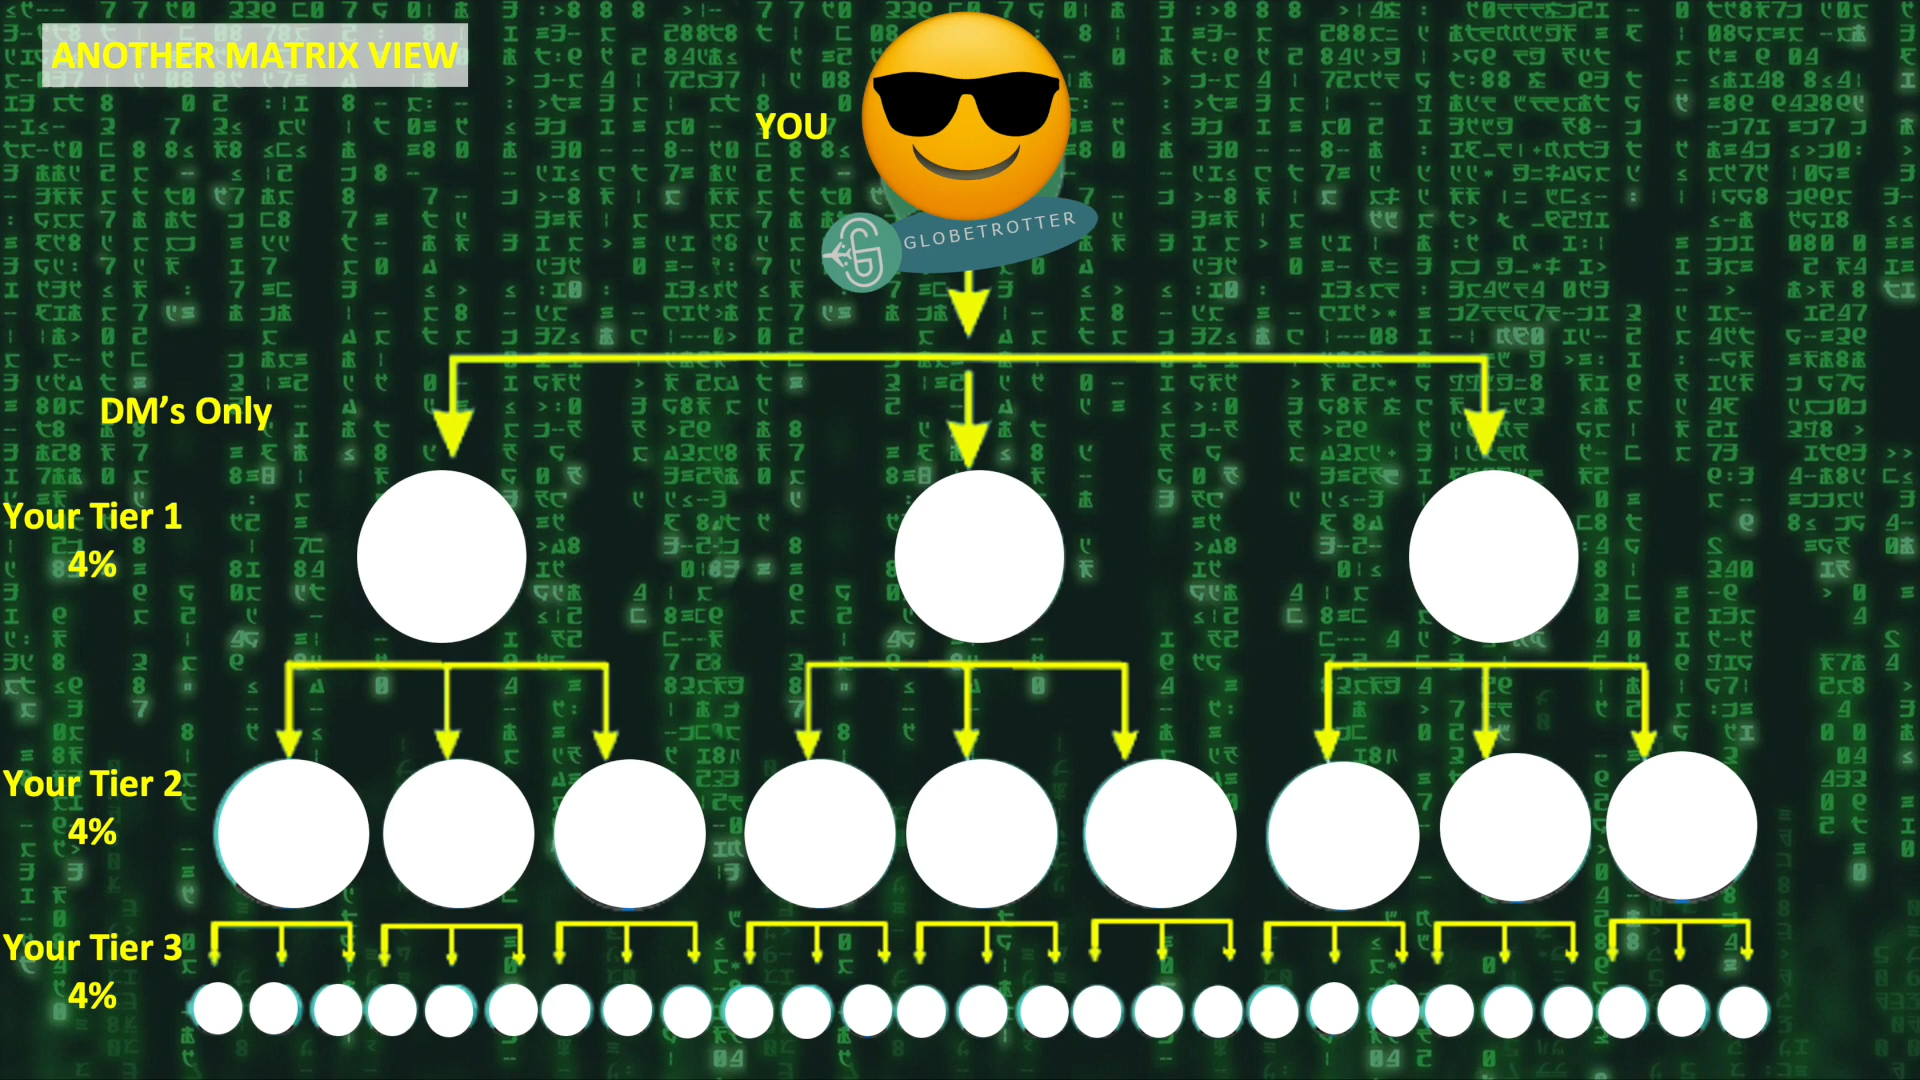 ANOTHER MATRIX VIEW
YOU
GLOBETROTTER
DM's Only
Your Tier 1
4%
Your Tier 2
4%
Your Tier 3
4%